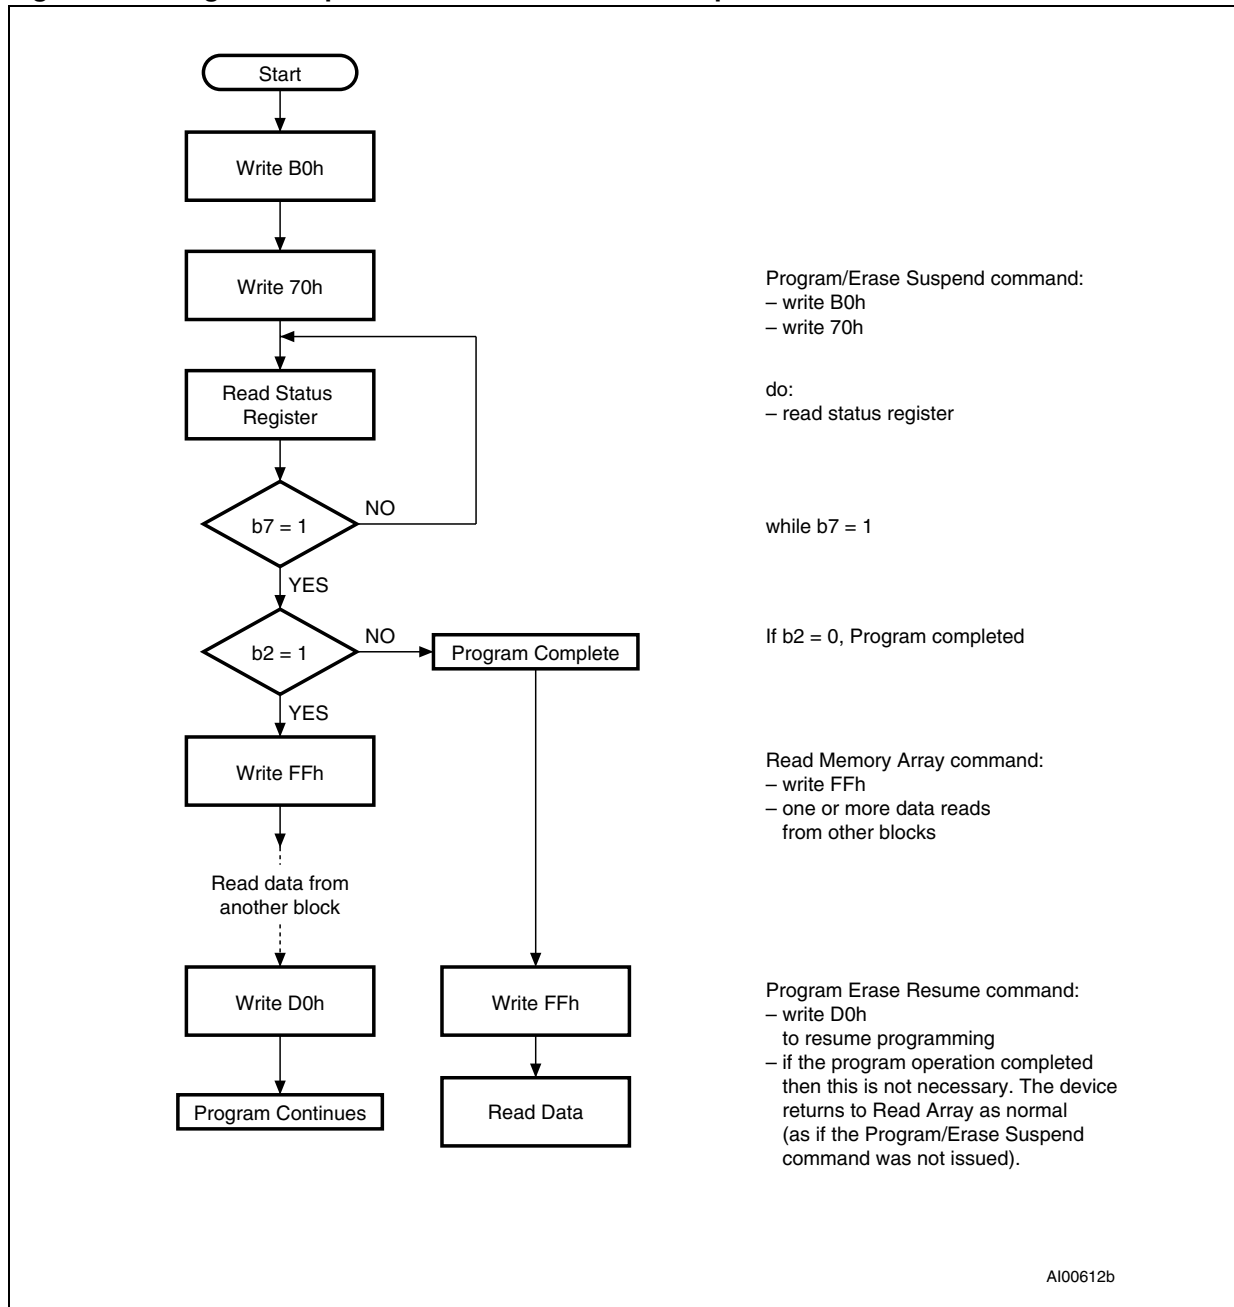 Start
Write B0h
Write 70h
Program/Erase Suspend command:
– write B0h
– write 70h
Read Status
Register
do:
– read status register
b7 = 1
NO
while b7 = 1
YES
b2 = 1
NO
Program Complete
If b2 = 0, Program completed
YES
Write FFh
Read Memory Array command:
– write FFh
– one or more data reads
from other blocks
Read data from
another block
Write D0h
Write FFh
Program Erase Resume command:
– write D0h
to resume programming
– if the program operation completed
then this is not necessary. The device
returns to Read Array as normal
(as if the Program/Erase Suspend
command was not issued).
Program Continues
Read Data
AI00612b